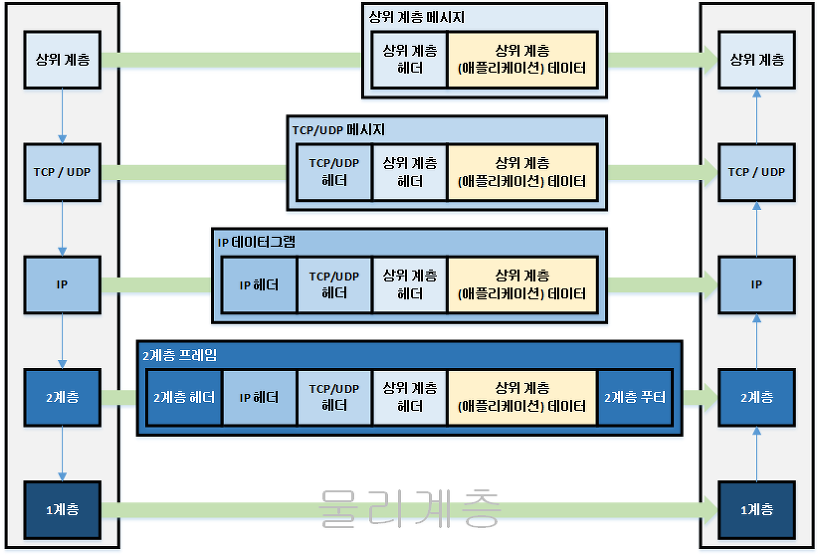 상위 계층 메시지
상위 계층
상위 계층
헤더
상위 계층
(애플리케이션) 데이터
상위 계층
TCP/UDP 메시지
TCP / UDP
TCP/UDP
헤더
상위 계층
헤더
상위 계층
(애플리케이션) 데이터
TCP / UDP
IP 데이터그램
IP
IP 헤더
TCP/UDP
헤더
상위 계층
헤더
상위 계층
(애플리케이션) 데이터
IP
2계층 프레임
2계층
2계층 헤더
IP 헤더
TCP/UDP
헤더
상위 계층
헤더
상위 계층
(애플리케이션) 데이터
2계층 푸터
2계층
1계층
물리계층
1계층